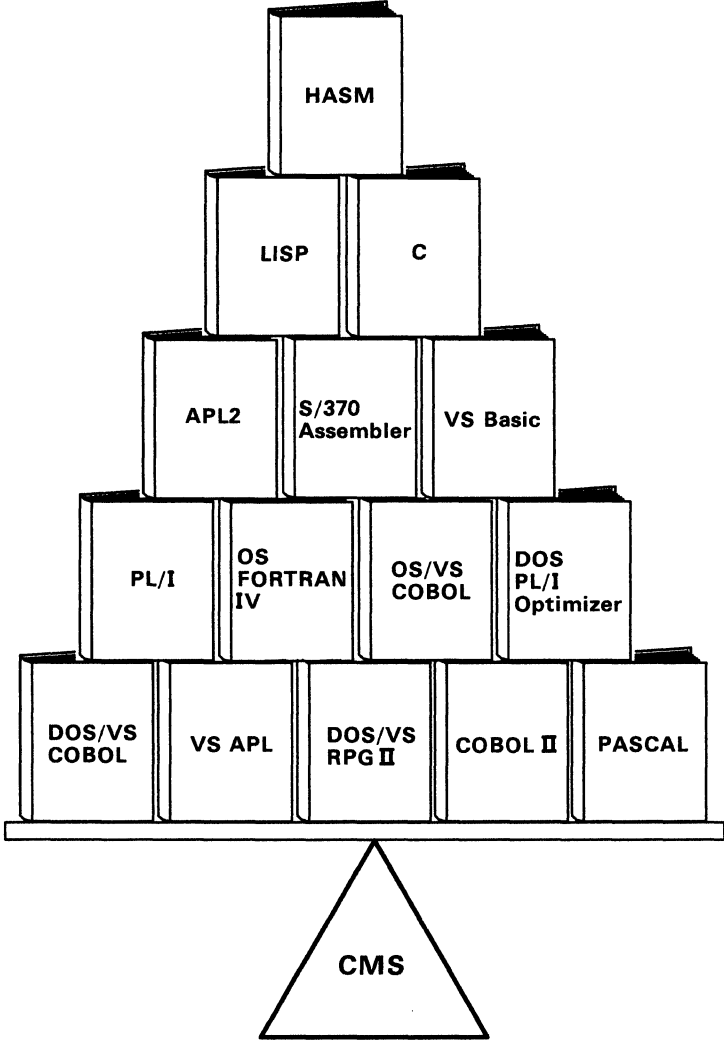 HASM
LISP
C
APL2
S/370
Assembler
VS Basic
PL/I
OS
FORTRAN
IV
OS/VS
COBOL
DOS
PL/I
Optimizer
DOS/VS
COBOL
VS APL
DOS/VS
RPG II
COBOL II
PASCAL
CMS